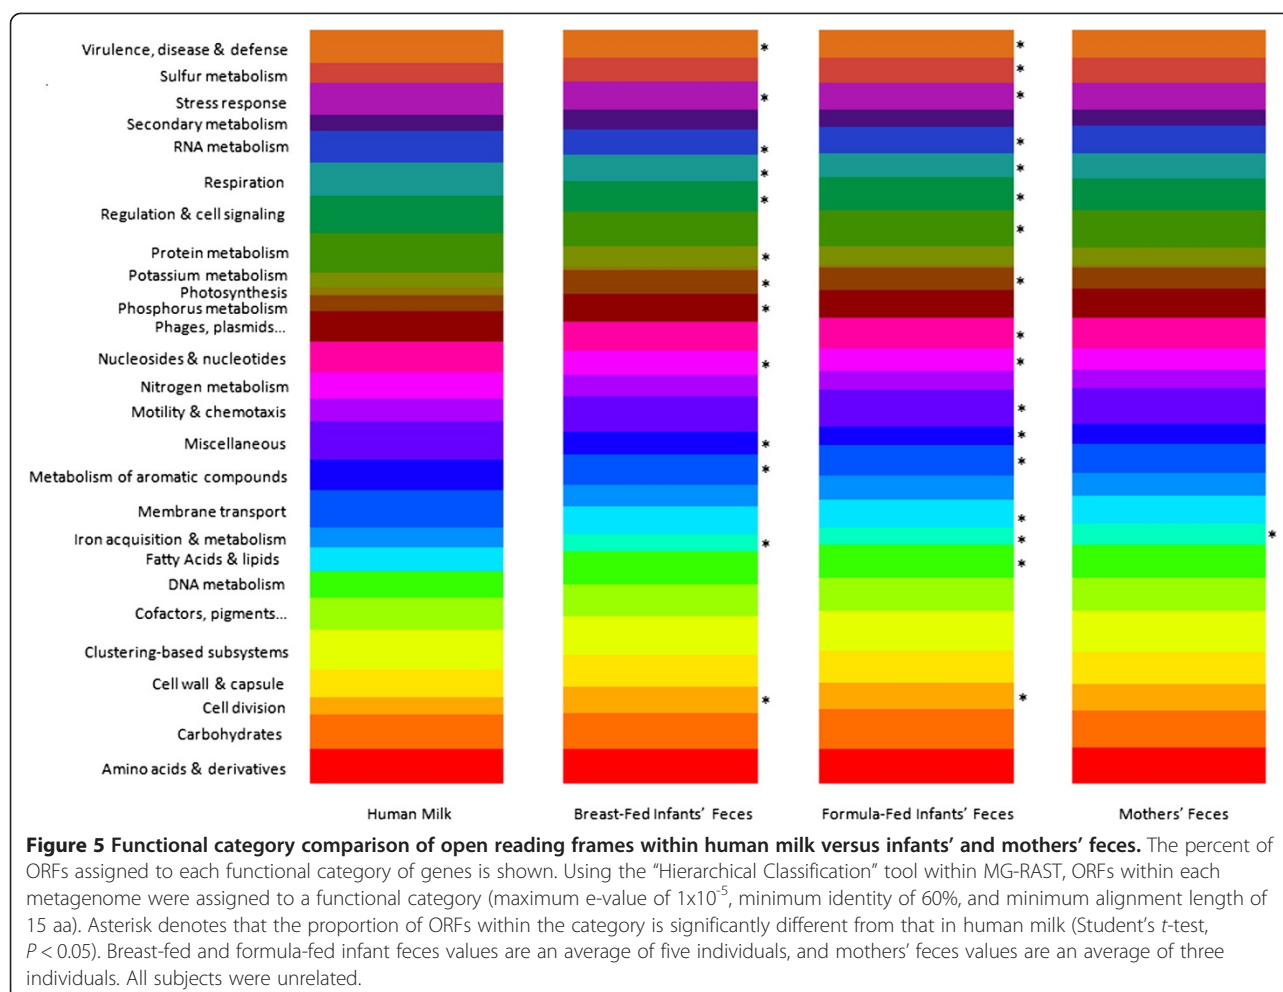 Virulence, disease & defense
Sulfur metabolism
Stress response
Secondary metabolism
RNA metabolism
Respiration
Regulation & cell signaling
Protein metabolism
Potassium metabolism
Photosynthesis
Phosphorus metabolism
Phages, plasmids...
Nucleosides & nucleotides
Nitrogen metabolism
Motility & chemotaxis
Miscellaneous
Metabolism of aromatic compounds
Membrane transport
Iron acquisition & metabolism
Fatty Acids & lipids
DNA metabolism
Cofactors, pigments...
Clustering-based subsystems
Cell wall & capsule
Cell division
Carbohydrates
Amino acids & derivatives
Human Milk Breast-Fed Infants' Feces Formula-Fed Infants' Feces Mothers' Feces
Figure 5 Functional category comparison of open reading frames within human milk versus infants' and mothers' feces. The percent of
ORFs assigned to each functional category of genes is shown. Using the "Hierarchical Classification" tool within MG-RAST, ORFs within each
metagenome were assigned to a functional category (maximum e-value of 1x10⁻⁵, minimum identity of 60%, and minimum alignment length of
15 aa). Asterisk denotes that the proportion of ORFs within the category is significantly different from that in human milk (Student's t-test,
P < 0.05). Breast-fed and formula-fed infant feces values are an average of five individuals, and mothers' feces values are an average of three
individuals. All subjects were unrelated.